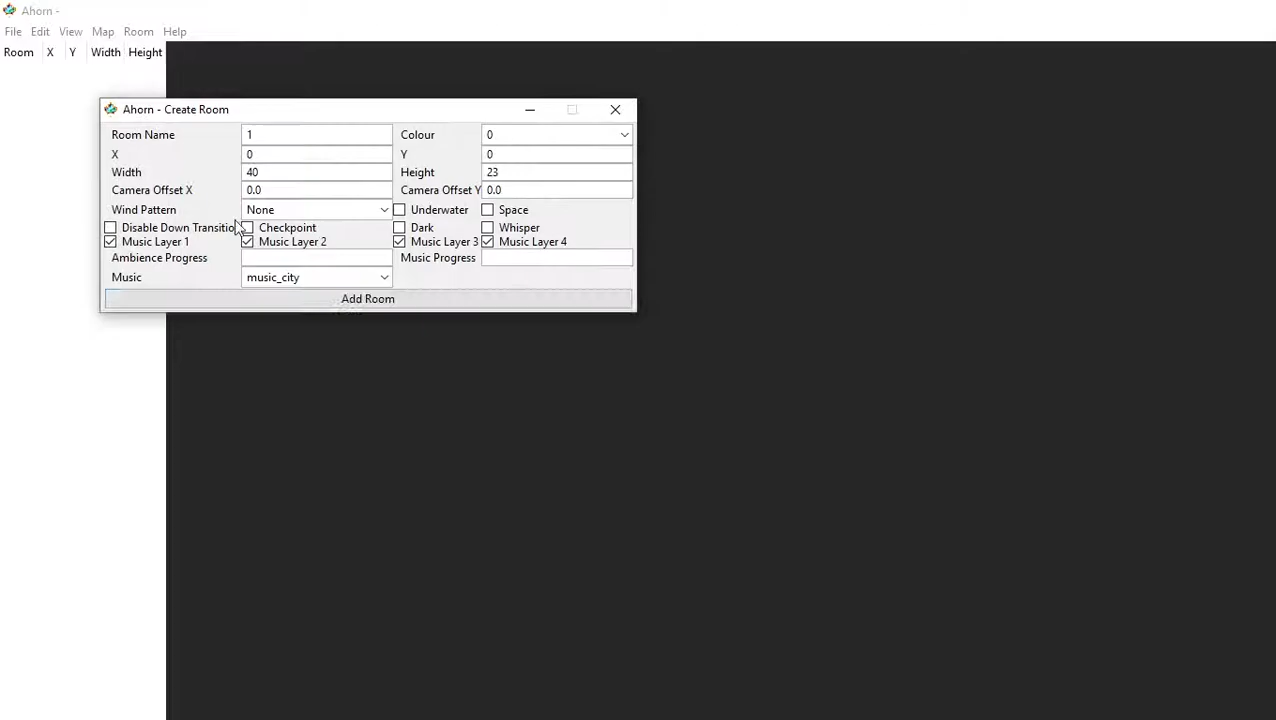 Ahorn -
File Edit View Map Room Help
Room X Y Width Height
Ahorn - Create Room
Room Name 1 Colour 0
X 0 Y 0
Width 40 Height 23
Camera Offset X 0.0 Camera Offset Y 0.0
Wind Pattern None Underwater Space
Disable Down Transitio Checkpoint Dark Whisper
Music Layer 1 Music Layer 2 Music Layer 3 Music Layer 4
Ambience Progress Music Progress
Music music_city
Add Room